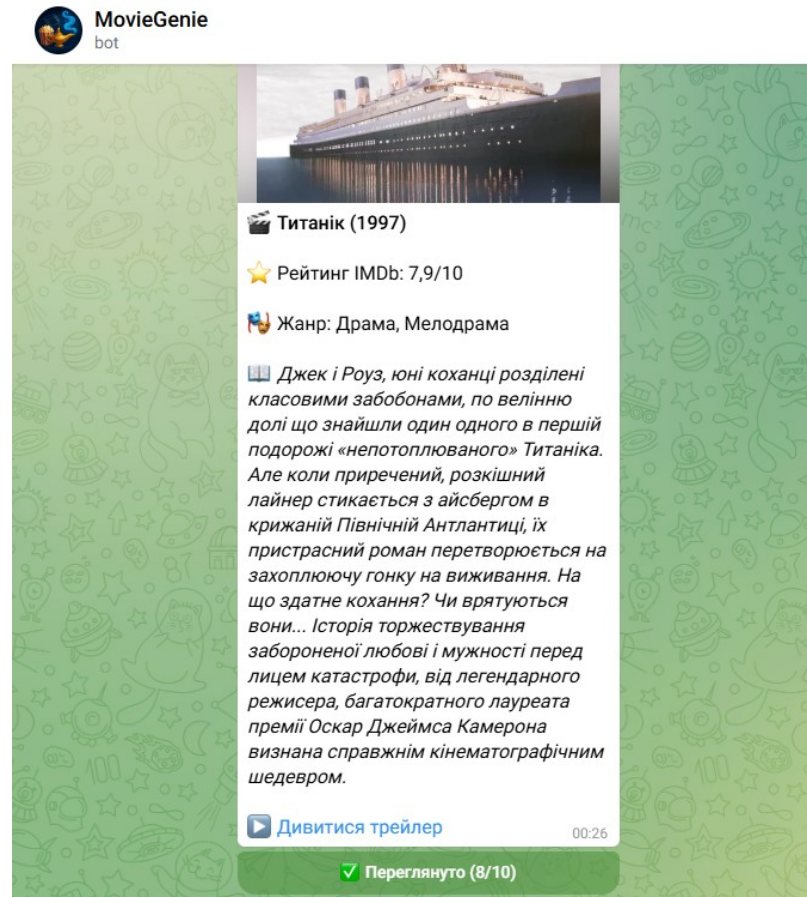 MovieGenie
bot
🎬 Титанік (1997)
⭐ Рейтинг IMDb: 7,9/10
🎭 Жанр: Драма, Мелодрама
📖 Джек і Роуз, юні коханці розділені
класовими забобонами, по велінню
долі що знайшли один одного в першій
подорожі «непотоплюваного» Титаніка.
Але коли приречений, розкішний
лайнер стикається з айсбергом в
крижаній Північній Антлантиці, їх
пристрасний роман перетворюється на
захоплюючу гонку на виживання. На
що здатне кохання? Чи врятуються
вони... Історія торжествування
забороненої любові і мужності перед
лицем катастрофи, від легендарного
режисера, багатократного лауреата
премії Оскар Джеймса Камерона
визнана справжнім кінематографічним
шедевром.
▶️ Дивитися трейлер 00:26
✅ Переглянуто (8/10)